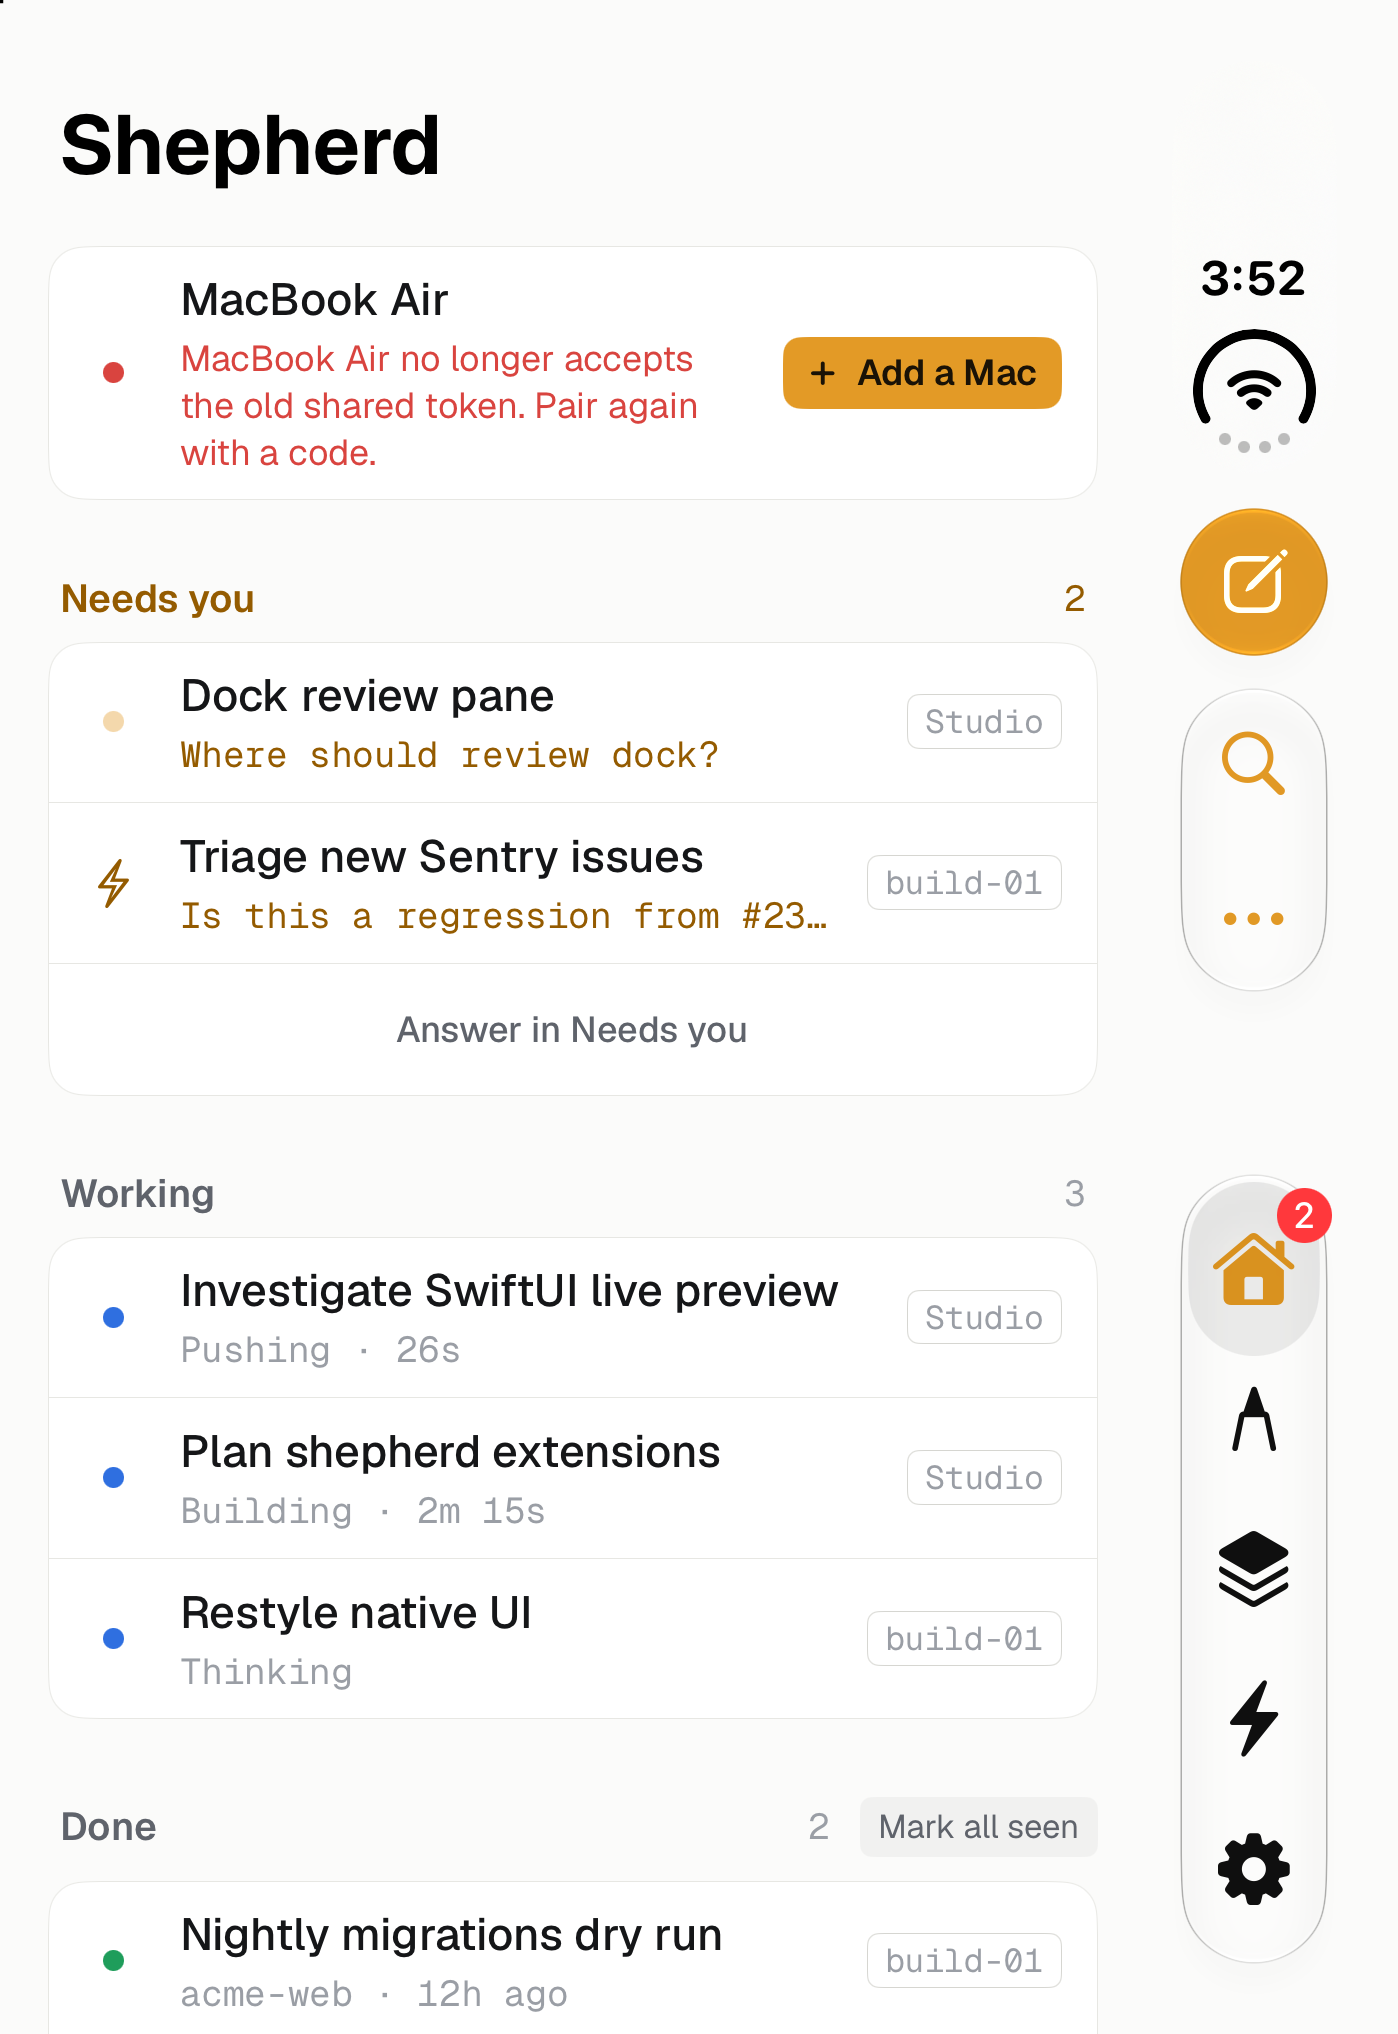 Shepherd
3:52
MacBook Air
MacBook Air no longer accepts
the old shared token. Pair again
with a code.
+ Add a Mac
Needs you 2
Dock review pane
Where should review dock?
Studio
Triage new Sentry issues
Is this a regression from #23…
build-01
Answer in Needs you
Working 3
2
Investigate SwiftUI live preview
Pushing · 26s
Studio
Plan shepherd extensions
Building · 2m 15s
Studio
Restyle native UI
Thinking
build-01
Done 2 Mark all seen
Nightly migrations dry run
acme-web · 12h ago
build-01